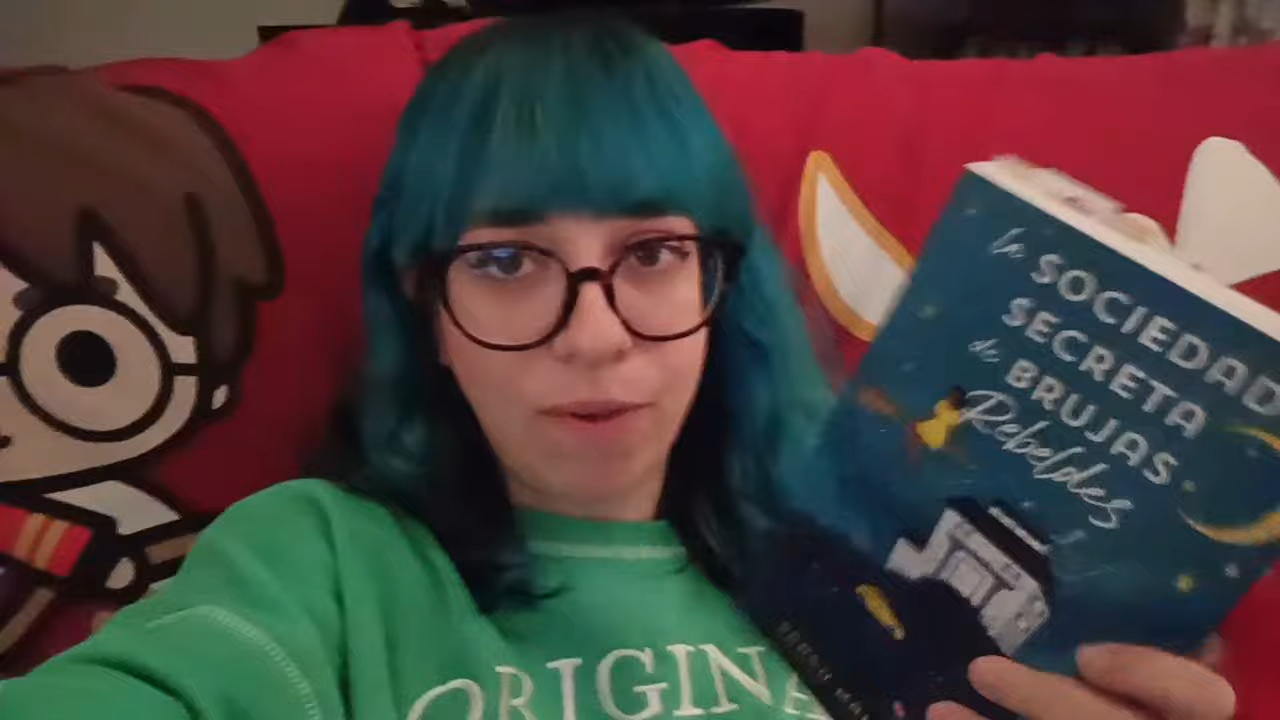 La SOCIEDAD
SECRETA
de BRUJAS
Rebeldes
ORIGINA